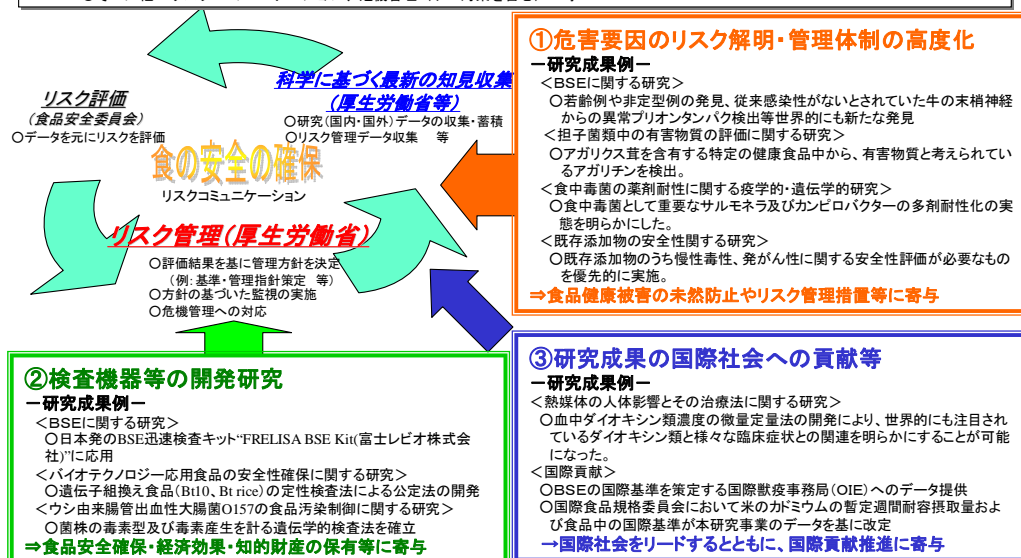 リスク評価
（食品安全委員会）
○データを元にリスクを評価
科学に基づく最新の知見収集
（厚生労働省等）
○研究（国内・国外）データの収集・蓄積
○リスク管理データ収集　等
食の安全の確保
リスクコミュニケーション
リスク管理（厚生労働省）
○評価結果を基に管理方針を決定
（例：基準・管理指針策定　等）
○方針の基づいた監視の実施
○危機管理への対応
①危害要因のリスク解明・管理体制の高度化
－研究成果例－
＜BSEに関する研究＞
○若齢例や非定型例の発見、従来感染性がないとされていた牛の末梢神経
からの異常プリオンタンパク検出等世界的にも新たな発見
＜担子菌類中の有害物質の評価に関する研究＞
○アガリクス茸を含有する特定の健康食品中から、有害物質と考えられてい
るアガリチンを検出。
＜食中毒菌の薬剤耐性に関する疫学的・遺伝学的研究＞
○食中毒菌として重要なサルモネラ及びカンピロバクターの多剤耐性化の実
態を明らかにした。
＜既存添加物の安全性関する研究＞
○既存添加物のうち慢性毒性、発がん性に関する安全性評価が必要なもの
を優先的に実施。
⇒食品健康被害の未然防止やリスク管理措置等に寄与
②検査機器等の開発研究
－研究成果例－
＜BSEに関する研究＞
○日本発のBSE迅速検査キット“FRELISA BSE Kit(富士レビオ株式会
社)”に応用
＜バイオテクノロジー応用食品の安全性確保に関する研究＞
○遺伝子組換え食品（Bt10、Bt rice）の定性検査法による公定法の開発
＜ウシ由来腸管出血性大腸菌O157の食品汚染制御に関する研究＞
○菌株の毒素型及び毒素産生を計る遺伝学的検査法を確立
⇒食品安全確保・経済効果・知的財産の保有等に寄与
③研究成果の国際社会への貢献等
－研究成果例－
＜熱媒体の人体影響とその治療法に関する研究＞
○血中ダイオキシン類濃度の微量定量法の開発により、世界的にも注目され
ているダイオキシン類と様々な臨床症状との関連を明らかにすることが可能
になった。
＜国際貢献＞
○BSEの国際基準を策定する国際獣疫事務局（OIE）へのデータ提供
○国際食品規格委員会において米のカドミウムの暫定週間耐容摂取量およ
び食品中の国際基準が本研究事業のデータを基に改定
→国際社会をリードするとともに、国際貢献推進に寄与